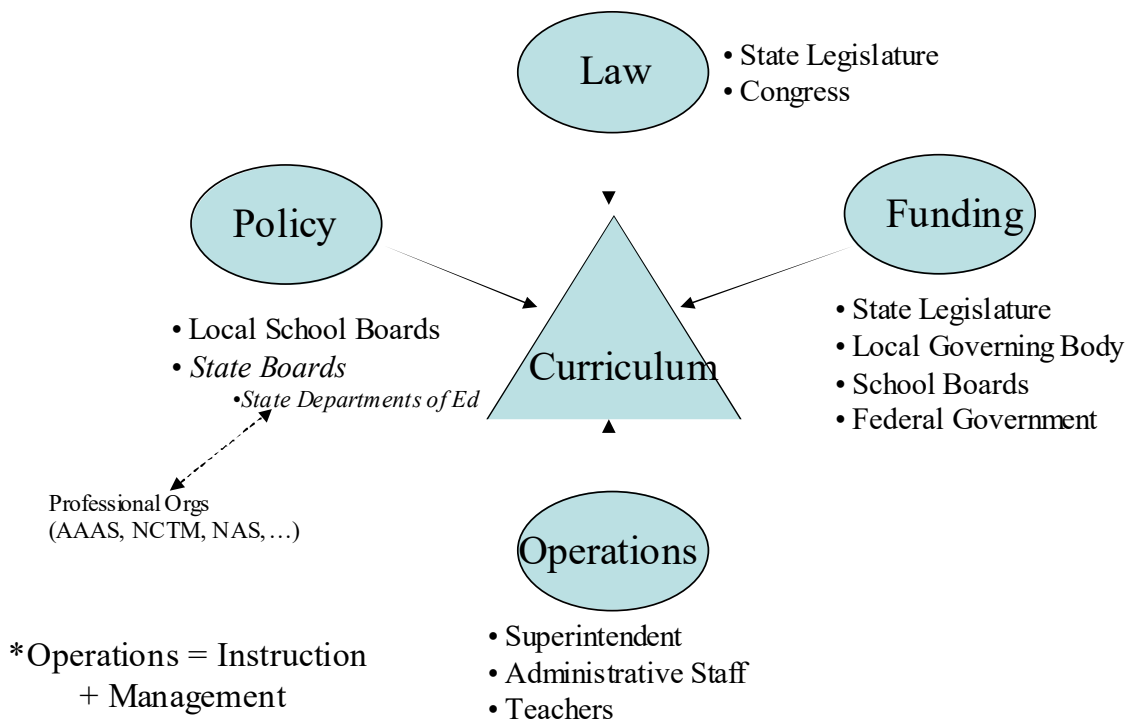 Law
• State Legislature
• Congress
Policy
• Local School Boards
• State Boards
•State Departments of Ed
Professional Orgs
(AAAS, NCTM, NAS, …)
Curriculum
Funding
• State Legislature
• Local Governing Body
• School Boards
• Federal Government
Operations
• Superintendent
• Administrative Staff
• Teachers
*Operations = Instruction
+ Management